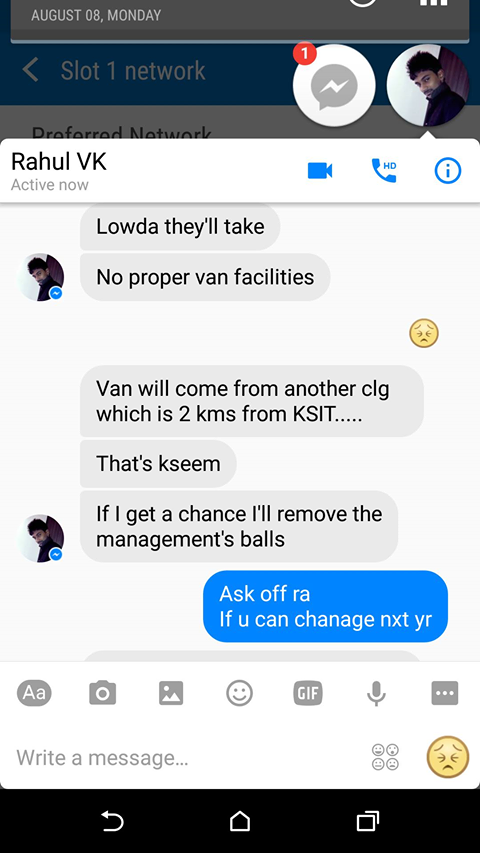 AUGUST 08, MONDAY
Slot 1 network
1
Preferred Network
Rahul VK
Active now
HD
Lowda they'll take
No proper van facilities
Van will come from another clg
which is 2 kms from KSIT.....
That's kseem
If I get a chance I'll remove the
management's balls
Ask off ra
If u can chanage nxt yr
Aa
GIF
Write a message...